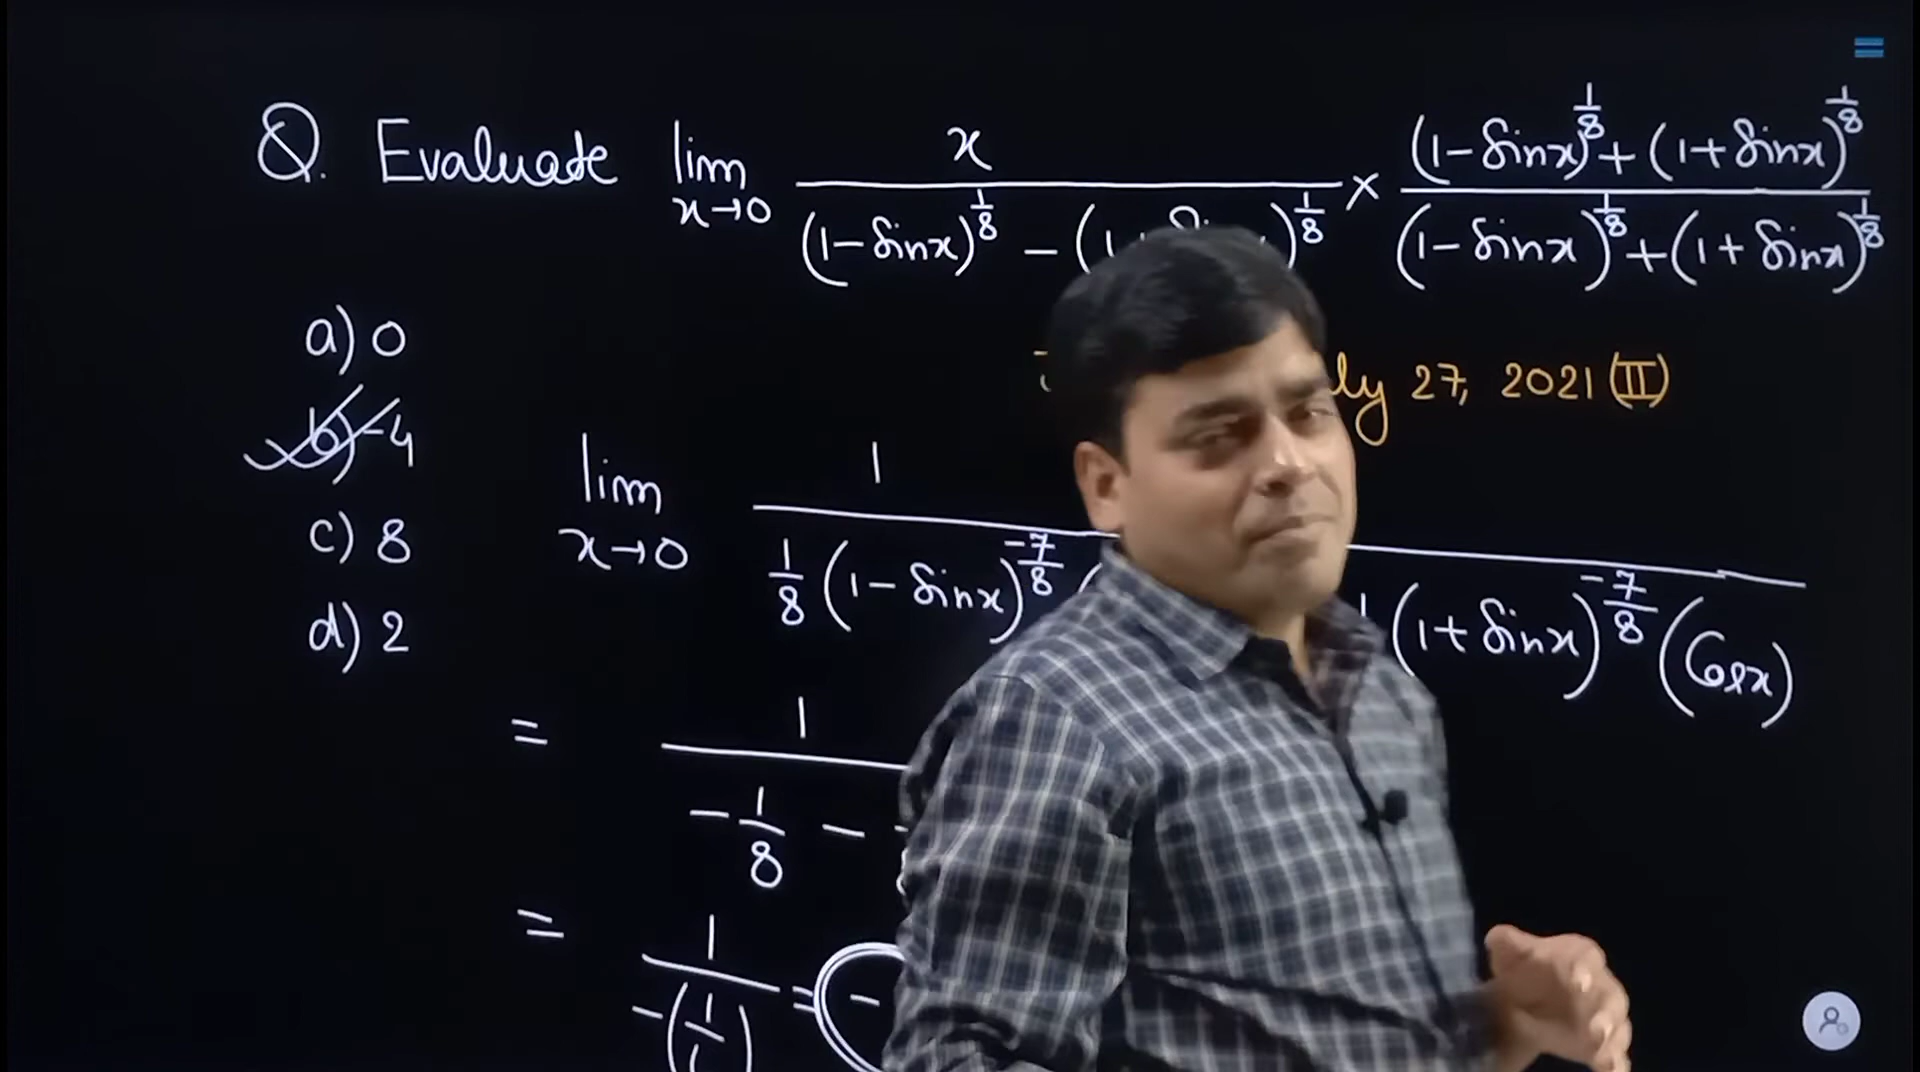 Q. Evaluate lim x→0 x / ((1-sinx)^1/8 - (1 )^1/8) × ((1-sinx)^1/8 + (1+sinx)^1/8) / ((1-sinx)^1/8 + (1+sinx)^1/8)
a) 0
ly 27, 2021 (II)
b) -4
c) 8
d) 2
lim x→0 1 / (1/8 (1-sinx)^-7/8 ( (1+sinx)^-7/8 (Cosx))
= 1 / (-1/8 -
= 1 / -(1/ ) = -